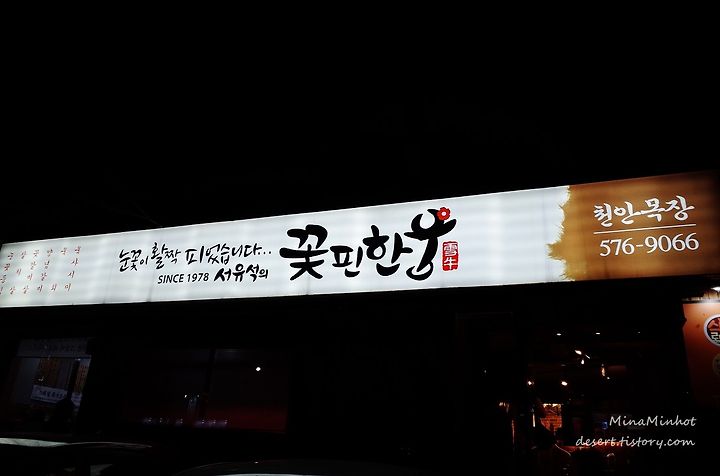 눈꽃이 활짝 피었습니다...
SINCE 1978 서유석의
꽃핀한우
雪牛
천안목장
576-9066
MinaMinhot
desert.tistory.com